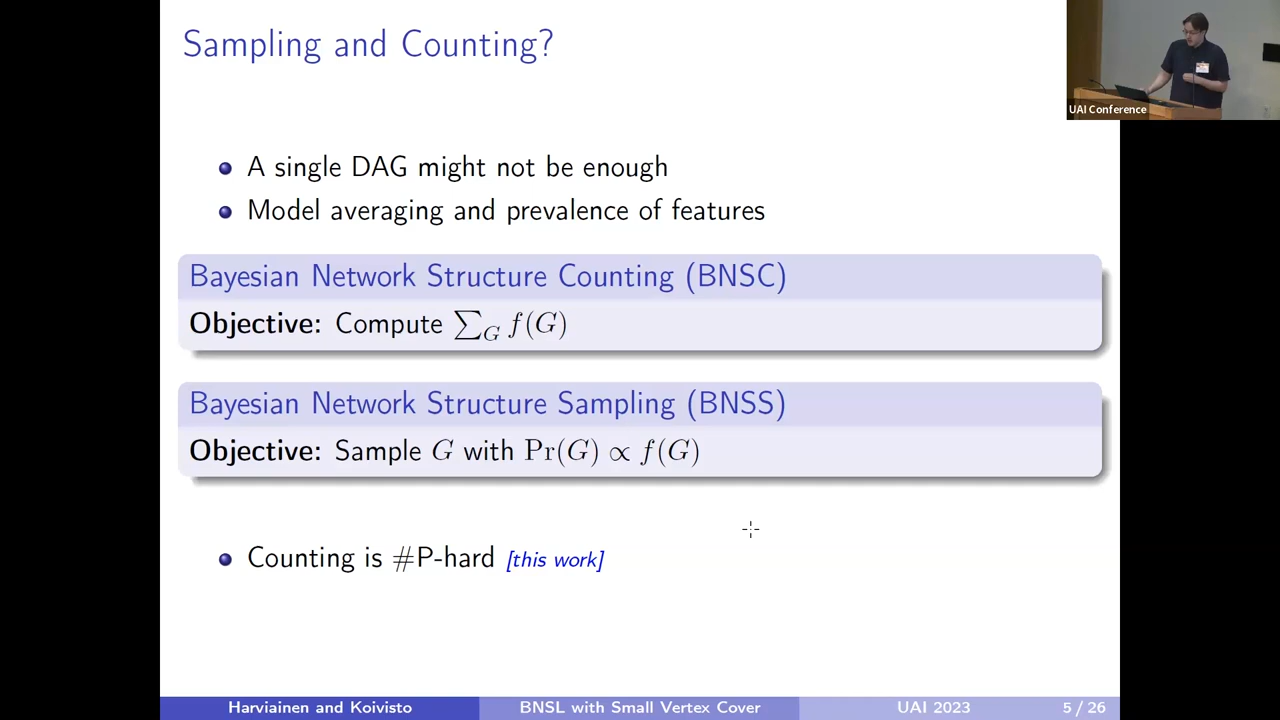 Sampling and Counting?
UAI Conference
A single DAG might not be enough
Model averaging and prevalence of features
Bayesian Network Structure Counting (BNSC)
Objective: Compute ∑_G f(G)
Bayesian Network Structure Sampling (BNSS)
Objective: Sample G with Pr(G) ∝ f(G)
Counting is #P-hard [this work]
Harviainen and Koivisto BNSL with Small Vertex Cover UAI 2023 5 / 26